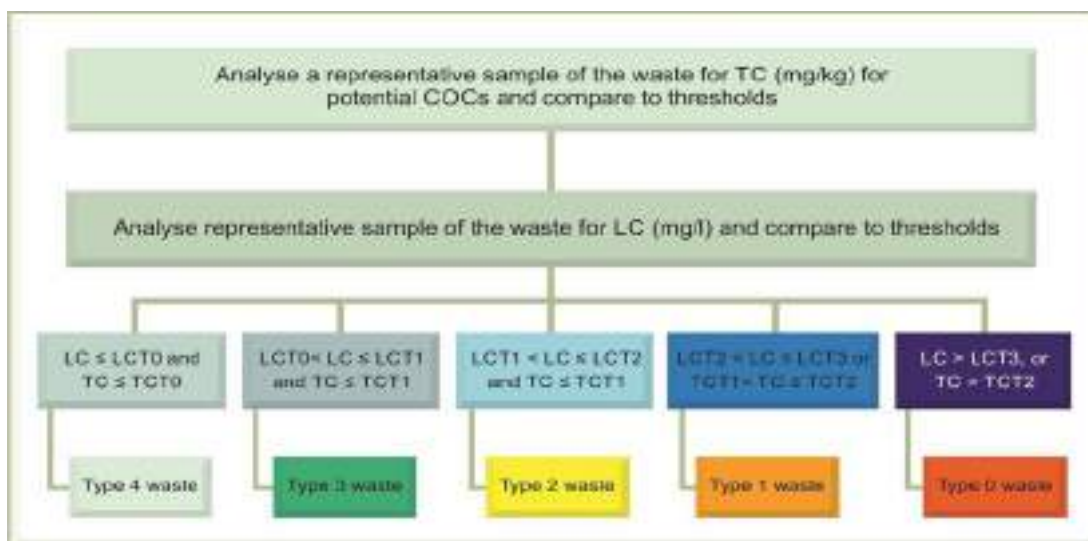 Analyse a representative sample of the waste for TC (mg/kg) for
potential COCs and compare to thresholds
Analyse representative sample of the waste for LC (mg/l) and compare to thresholds
LC ≤ LCT0 and
TC ≤ TCT0
LCT0< LC ≤ LCT1
and TC ≤ TCT1
LCT1 < LC ≤ LCT2
and TC ≤ TCT1
LCT2 < LC ≤ LCT3 or
TCT1< TC ≤ TCT2
LC > LCT3, or
TC > TCT2
Type 4 waste
Type 3 waste
Type 2 waste
Type 1 waste
Type 0 waste